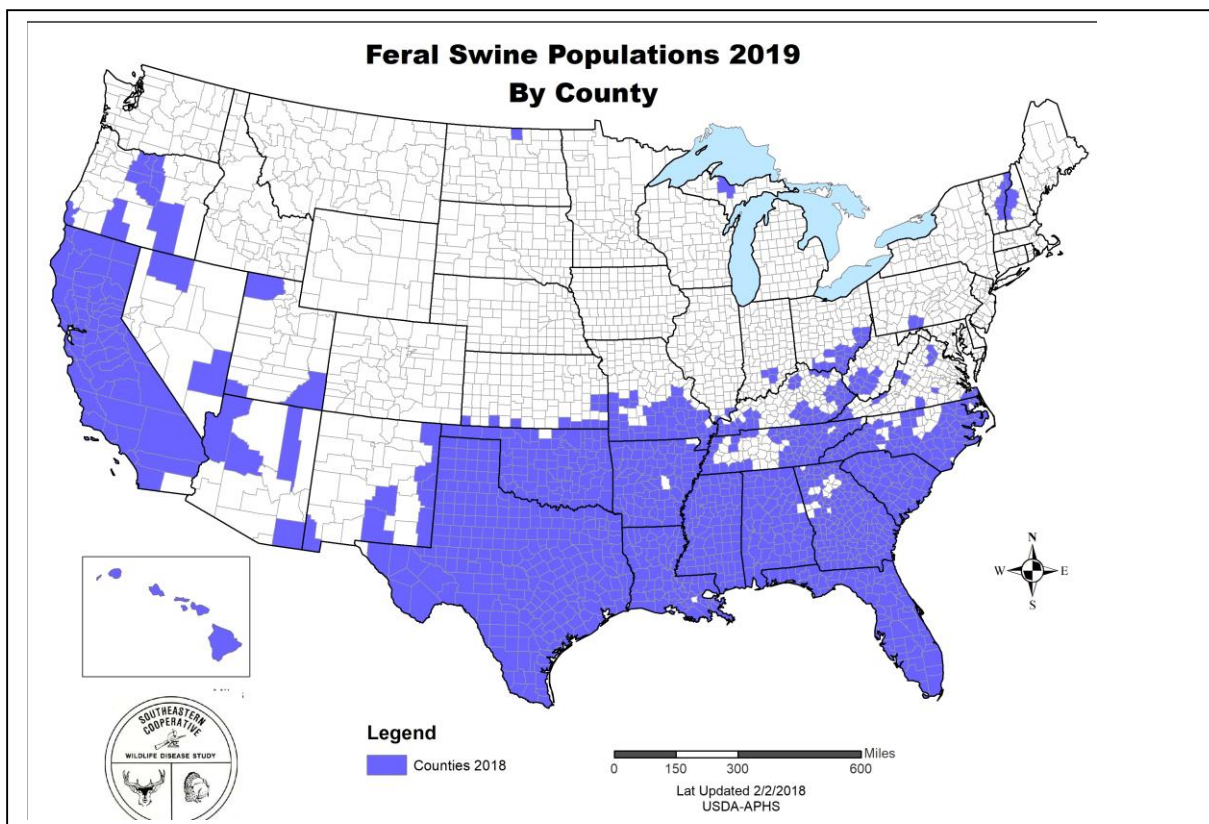 Feral Swine Populations 2019
By County
N
W E
S
SOUTHEASTERN
COOPERATIVE
WILDLIFE DISEASE STUDY
Legend
Counties 2018
Miles
0 150 300 600
Lat Updated 2/2/2018
USDA-APHS